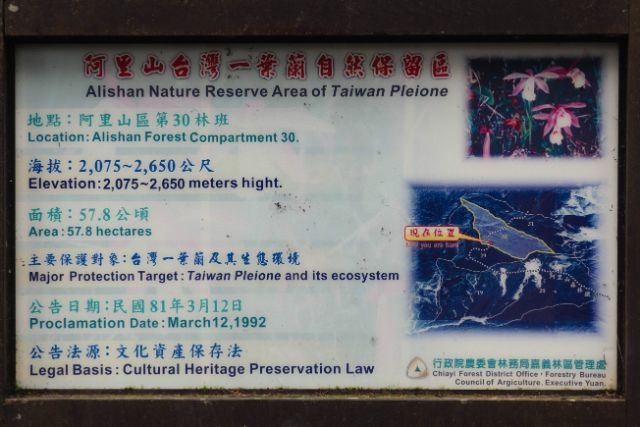 阿里山台灣一葉蘭自然保留區
Alishan Nature Reserve Area of Taiwan Pleione
地點：阿里山區第30林班
Location: Alishan Forest Compartment 30.
海拔：2,075~2,650公尺
Elevation:2,075~2,650 meters hight.
面積：57.8公頃
Area: 57.8 hectares
主要保護對象：台灣一葉蘭及其生態環境
Major Protection Target: Taiwan Pleione and its ecosystem
公告日期：民國81年3月12日
Proclamation Date: March12,1992
公告法源：文化資產保存法
Legal Basis: Cultural Heritage Preservation Law
現在位置
行政院農委會林務局嘉義林區管理處
Chiayi Forest District Office・Forestry Bureau
Council of Argiculture. Executive Yuan.